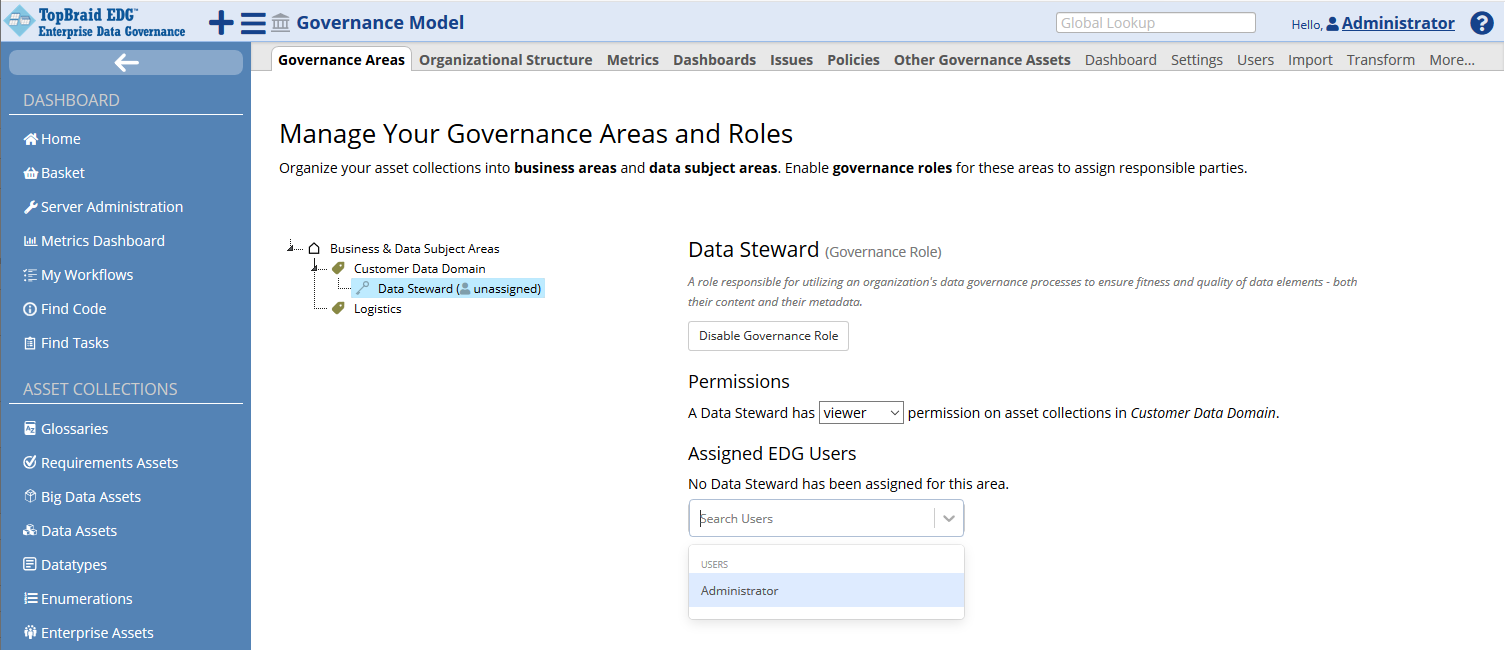 TopBraid EDG™
Enterprise Data Governance
Governance Model
Global Lookup
Hello, Administrator
Governance Areas Organizational Structure Metrics Dashboards Issues Policies Other Governance Assets Dashboard Settings Users Import Transform More...
DASHBOARD
Home
Basket
Server Administration
Metrics Dashboard
My Workflows
Find Code
Find Tasks
ASSET COLLECTIONS
Glossaries
Requirements Assets
Big Data Assets
Data Assets
Datatypes
Enumerations
Enterprise Assets
Manage Your Governance Areas and Roles
Organize your asset collections into business areas and data subject areas. Enable governance roles for these areas to assign responsible parties.
Business & Data Subject Areas
Customer Data Domain
Data Steward (unassigned)
Logistics
Data Steward (Governance Role)
A role responsible for utilizing an organization's data governance processes to ensure fitness and quality of data elements - both
their content and their metadata.
Disable Governance Role
Permissions
A Data Steward has viewer permission on asset collections in Customer Data Domain.
Assigned EDG Users
No Data Steward has been assigned for this area.
Search Users
USERS
Administrator